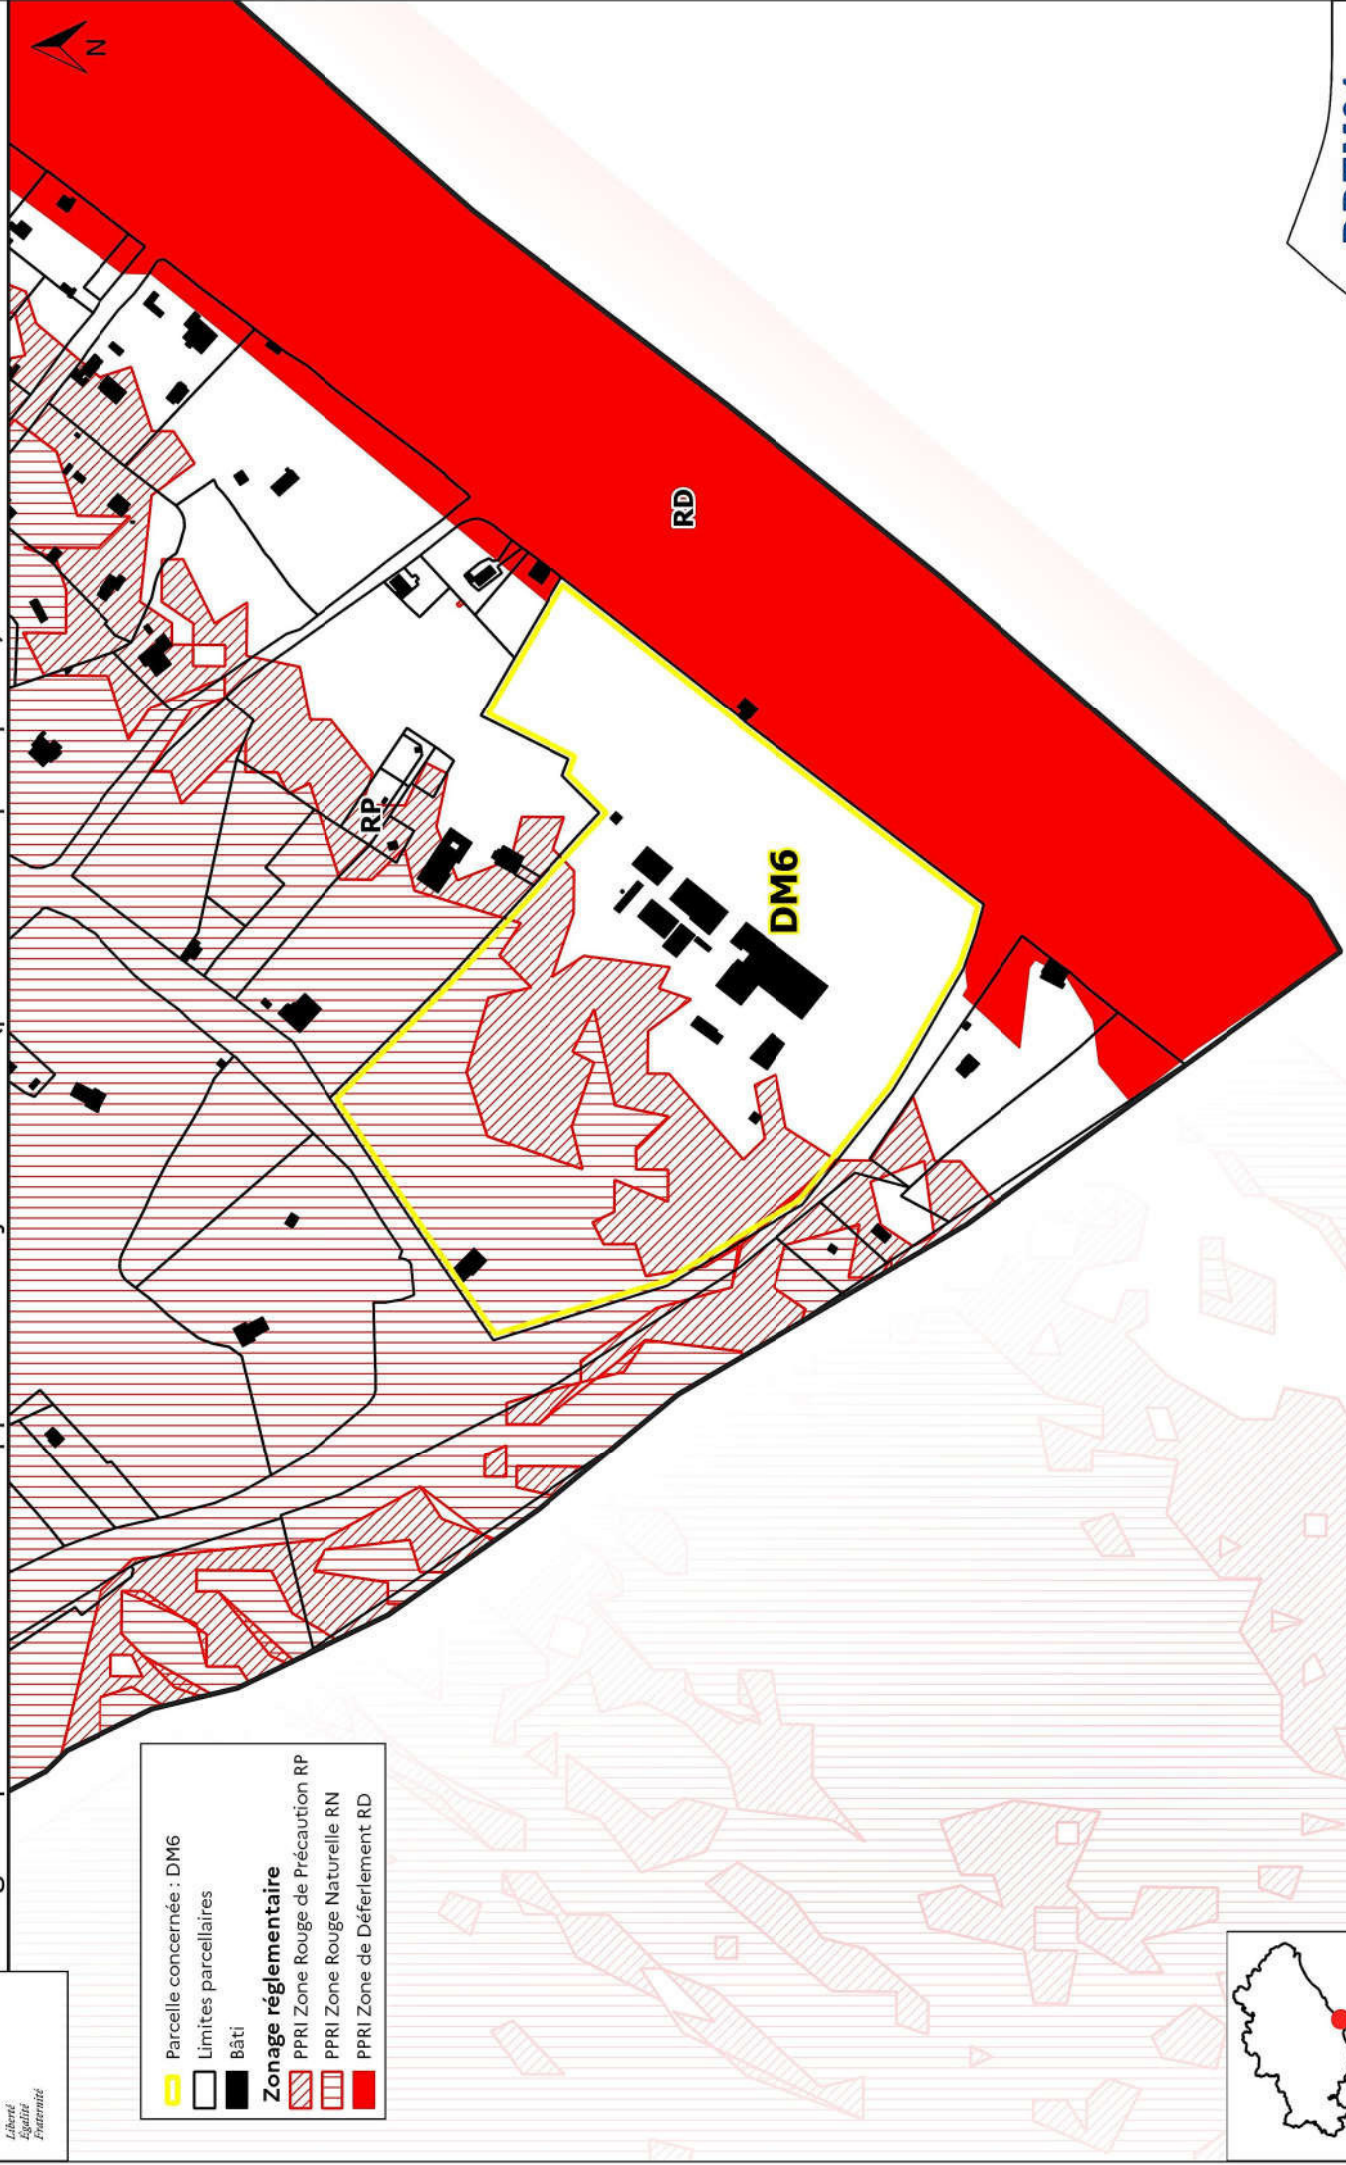 Liberté
Égalité
Fraternité
Parcelle concernée : DM6
Limites parcellaires
Bâti
Zonage réglementaire
PPRI Zone Rouge de Précaution RP
PPRI Zone Rouge Naturelle RN
PPRI Zone de Déferlement RD
N
RP
RD
DM6